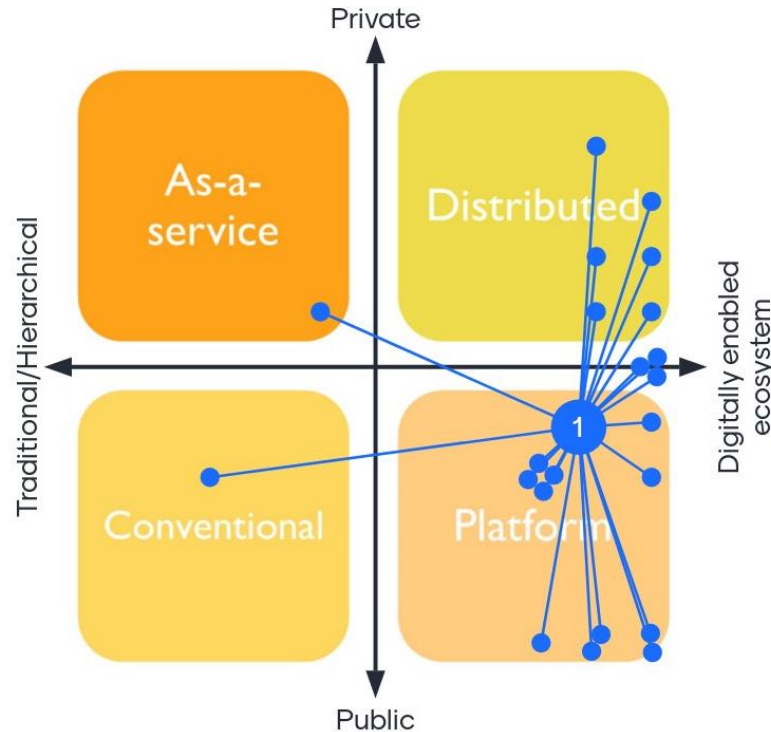 Private
As-a-
service
Distributed
Traditional/Hierarchical
Digitally enabled
ecosystem
1
Conventional
Platform
Public